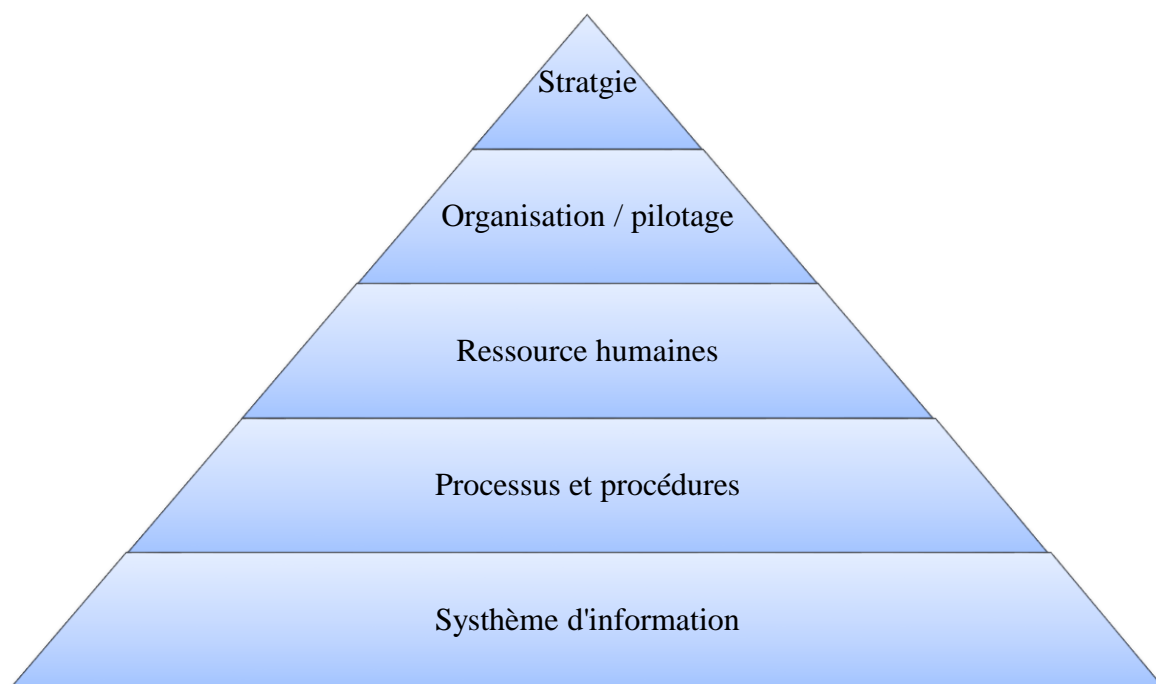 Stratgie
Organisation / pilotage
Ressource humaines
Processus et procédures
Systhème d'information